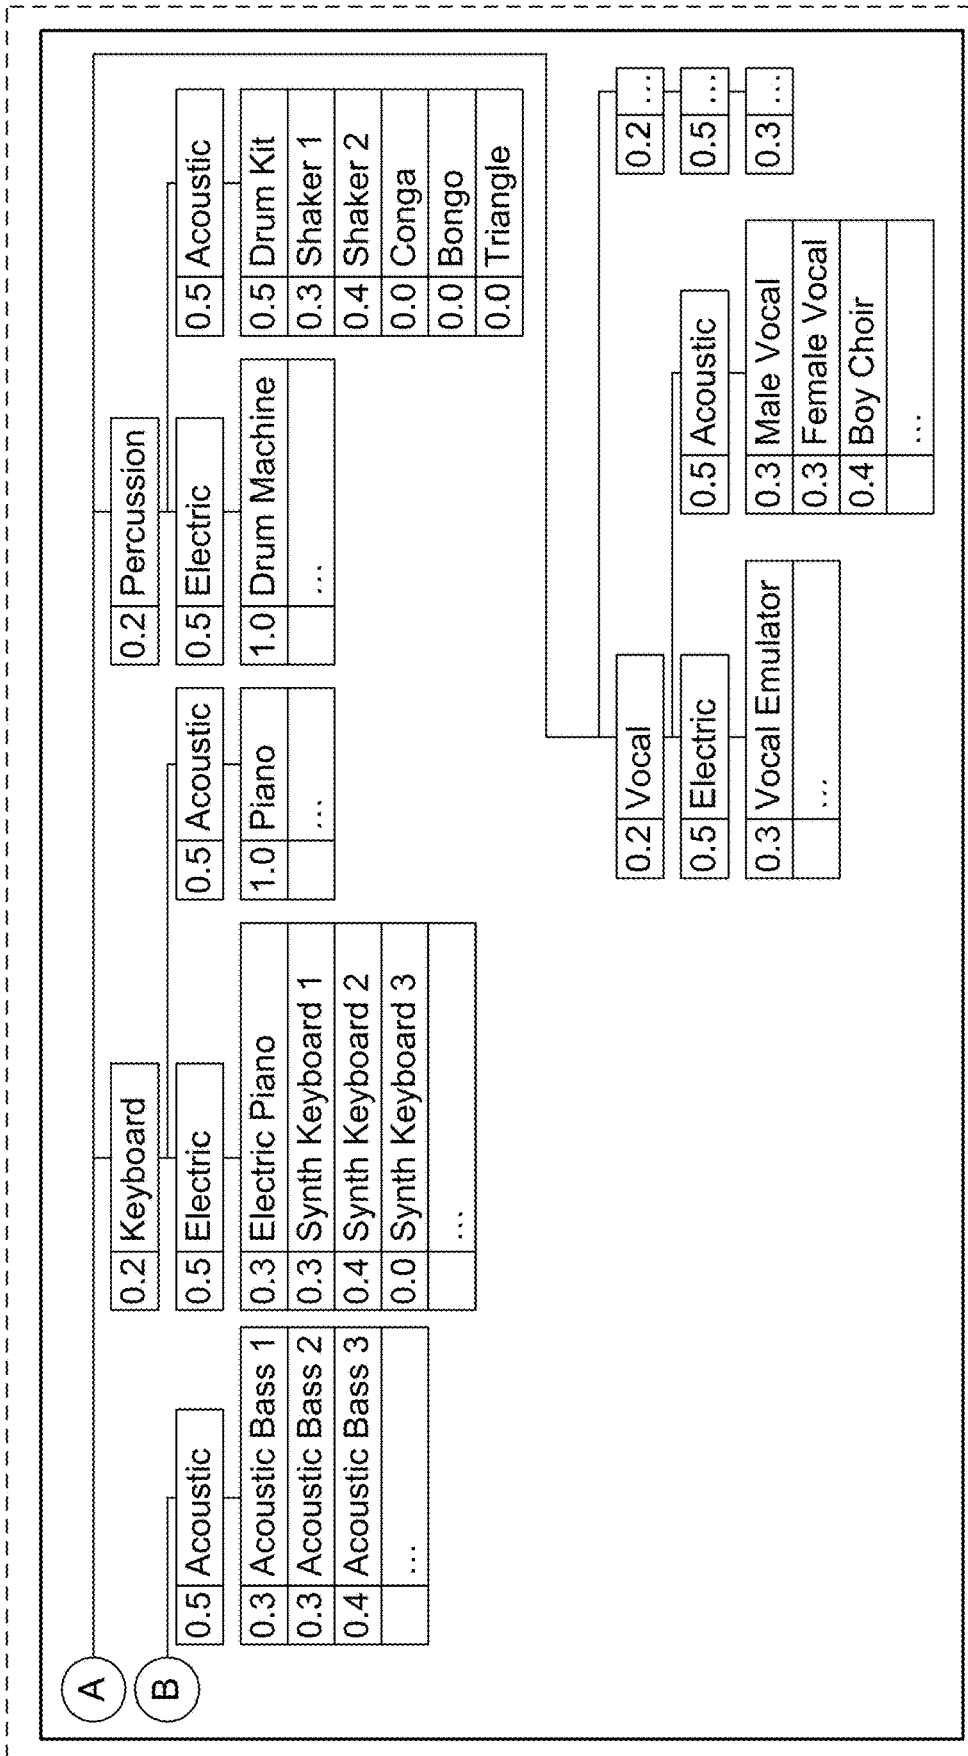 A
B
0.5 Acoustic
0.3 Acoustic Bass 1
0.3 Acoustic Bass 2
0.4 Acoustic Bass 3
...
0.2 Keyboard
0.5 Electric
0.3 Electric Piano
0.3 Synth Keyboard 1
0.4 Synth Keyboard 2
0.0 Synth Keyboard 3
...
0.5 Acoustic
1.0 Piano
...
0.2 Percussion
0.5 Electric
1.0 Drum Machine
...
0.5 Acoustic
0.5 Drum Kit
0.3 Shaker 1
0.4 Shaker 2
0.0 Conga
0.0 Bongo
0.0 Triangle
0.2 Vocal
0.5 Electric
0.3 Vocal Emulator
...
0.5 Acoustic
0.3 Male Vocal
0.3 Female Vocal
0.4 Boy Choir
...
0.2 ...
0.5 ...
0.3 ...